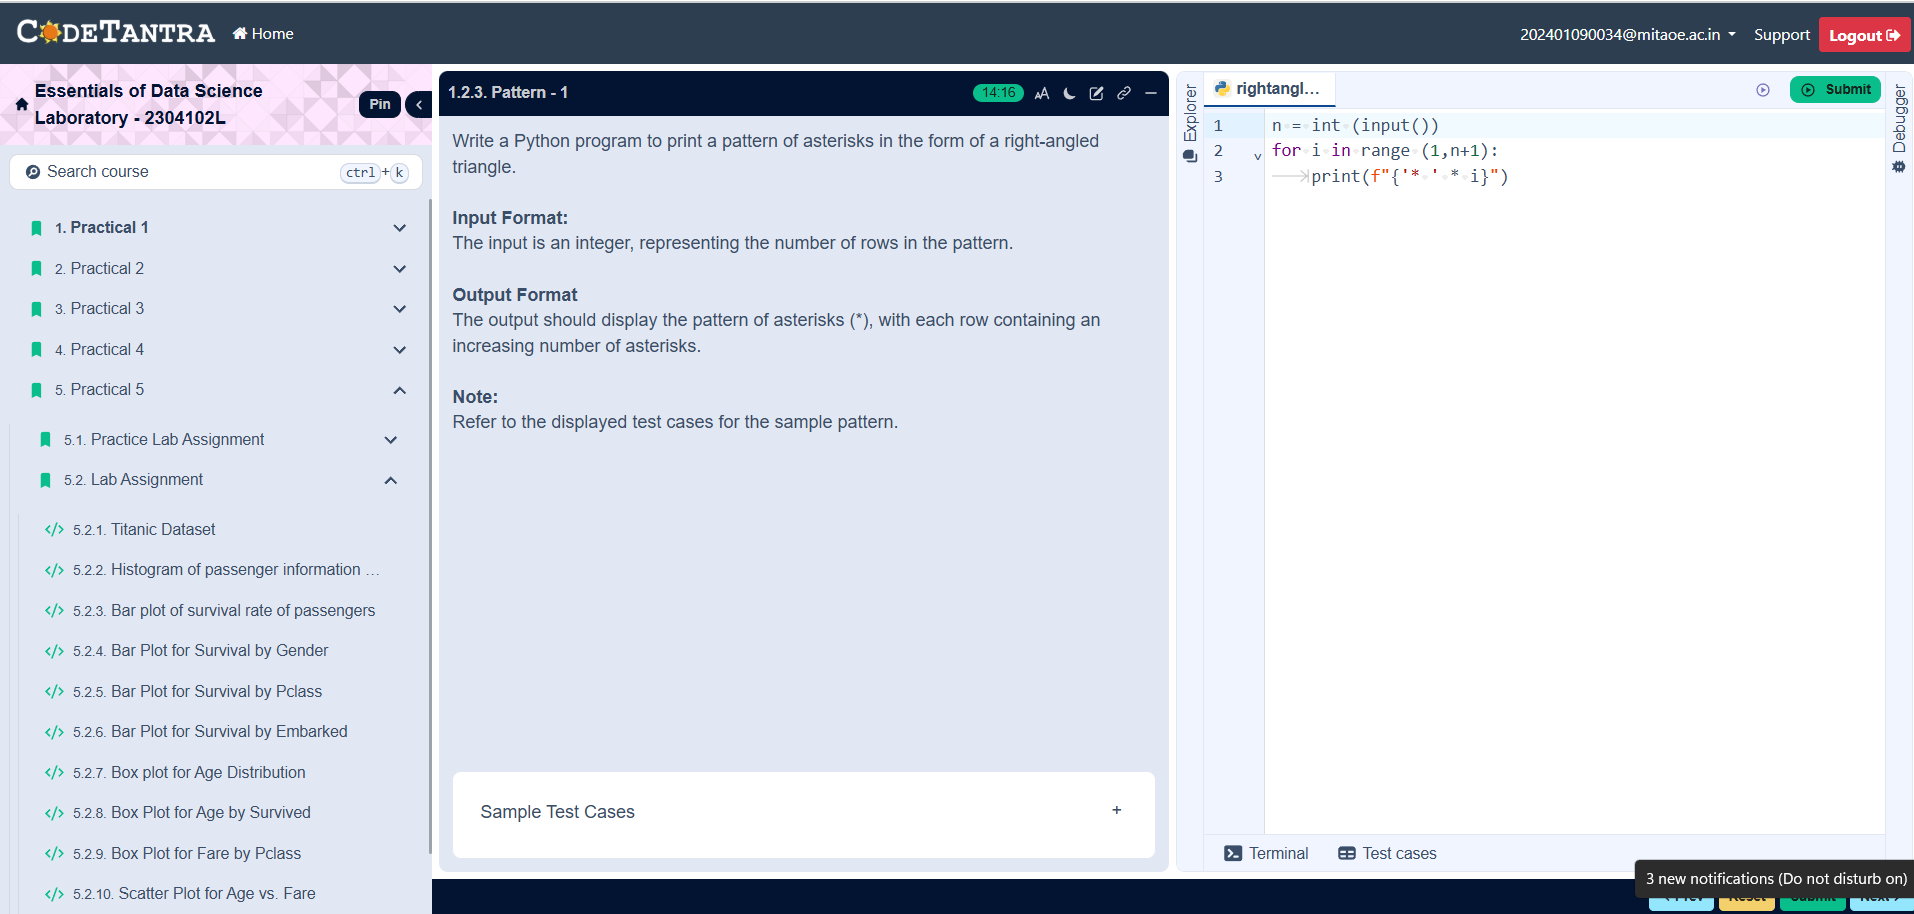 CODETANTRA
Home
202401090034@mitaoe.ac.in
Support
Logout
Essentials of Data Science
Laboratory - 2304102L
Pin
Search course
ctrl + k
1. Practical 1
2. Practical 2
3. Practical 3
4. Practical 4
5. Practical 5
5.1. Practice Lab Assignment
5.2. Lab Assignment
5.2.1. Titanic Dataset
5.2.2. Histogram of passenger information ...
5.2.3. Bar plot of survival rate of passengers
5.2.4. Bar Plot for Survival by Gender
5.2.5. Bar Plot for Survival by Pclass
5.2.6. Bar Plot for Survival by Embarked
5.2.7. Box plot for Age Distribution
5.2.8. Box Plot for Age by Survived
5.2.9. Box Plot for Fare by Pclass
5.2.10. Scatter Plot for Age vs. Fare
1.2.3. Pattern - 1
14:16
AA
Write a Python program to print a pattern of asterisks in the form of a right-angled
triangle.
Input Format:
The input is an integer, representing the number of rows in the pattern.
Output Format
The output should display the pattern of asterisks (*), with each row containing an
increasing number of asterisks.
Note:
Refer to the displayed test cases for the sample pattern.
Sample Test Cases
+
Explorer
rightangl...
Submit
Debugger
1 n = int (input())
2 for i in range (1,n+1):
3 print(f"{'* ' * i}")
Terminal
Test cases
3 new notifications (Do not disturb on)
Prev
Reset
Submit
Next